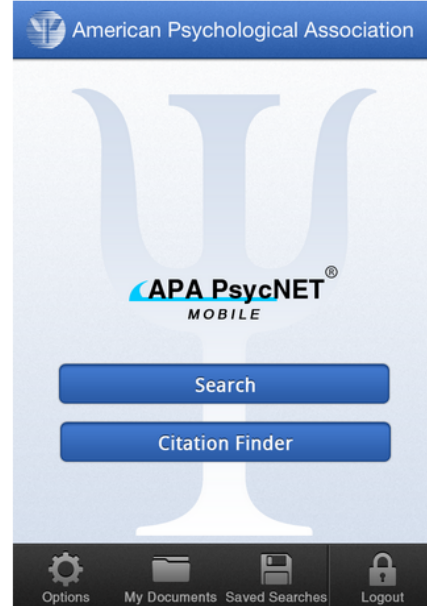 American Psychological Association
APA PsycNET®
MOBILE
Search
Citation Finder
Options My Documents Saved Searches Logout